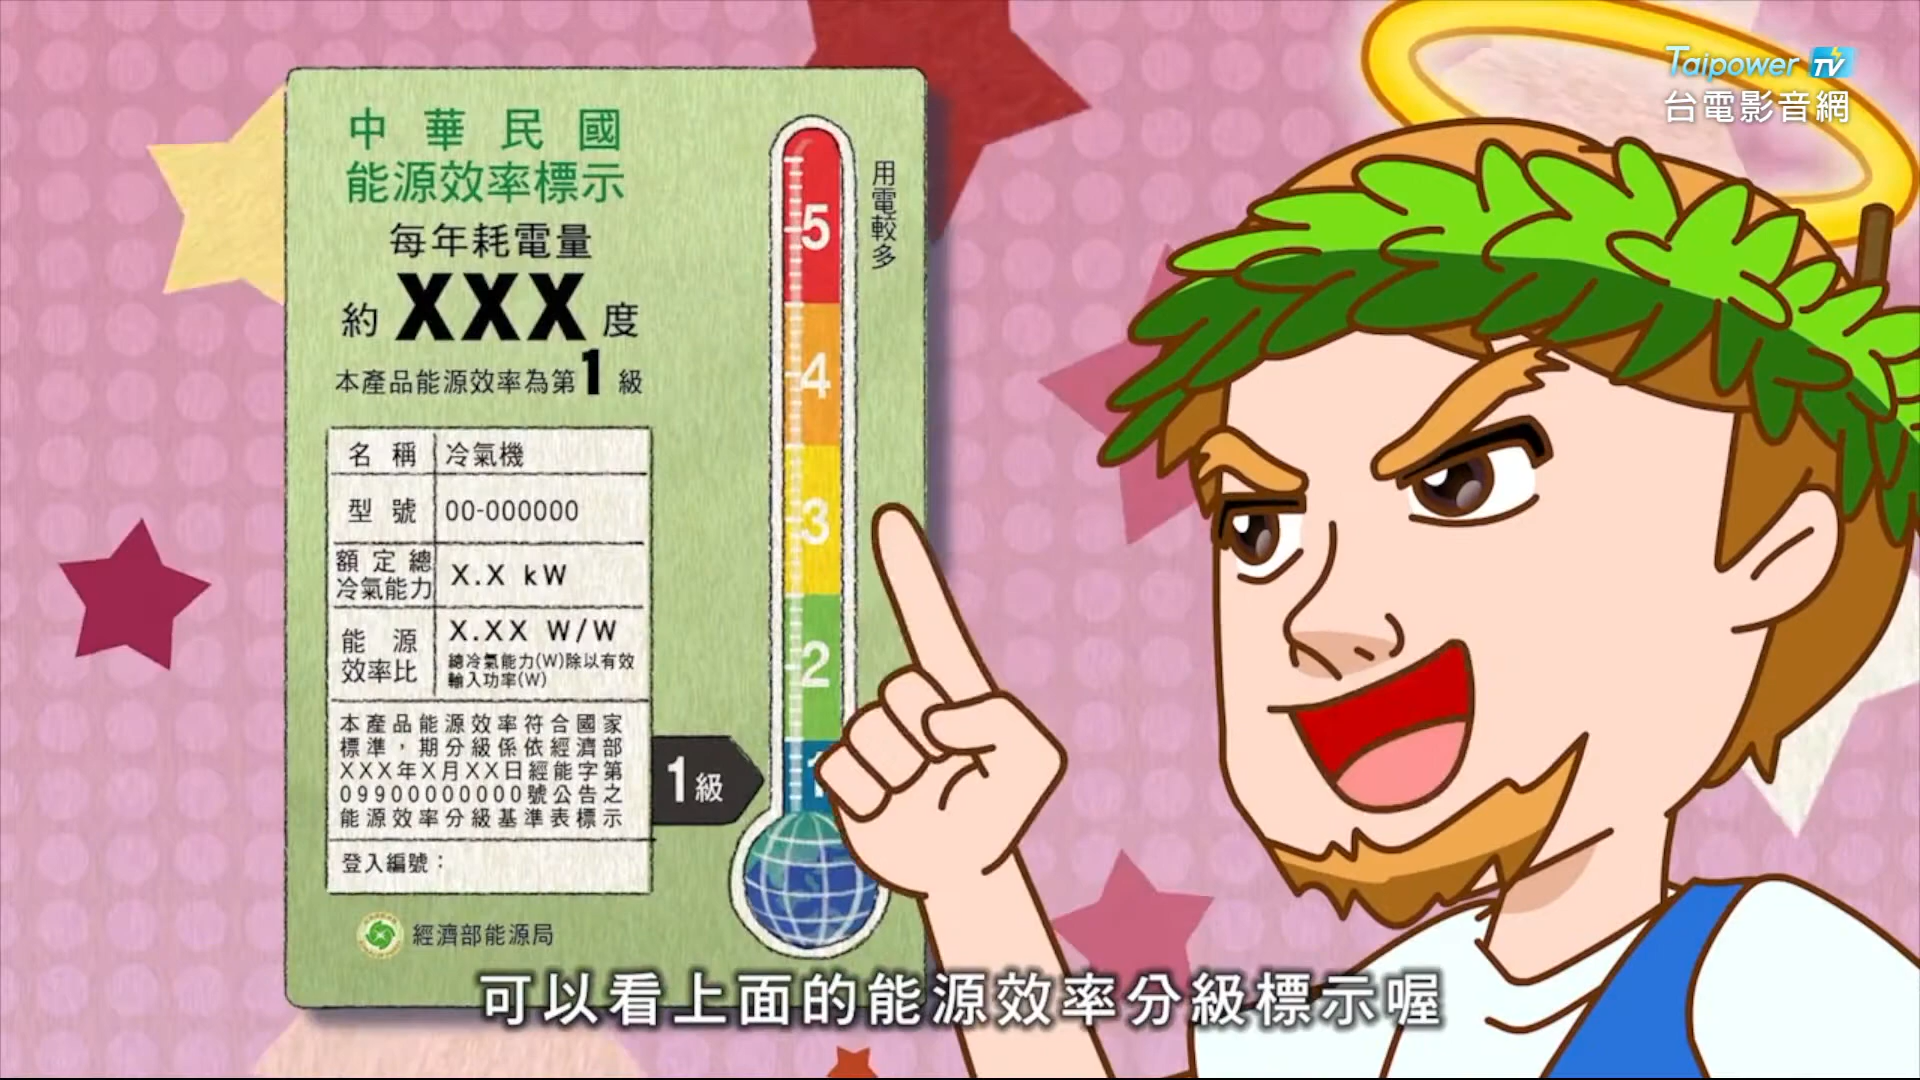 Taipower TV
台電影音網
中華民國
能源效率標示
每年耗電量
約XXX度
本產品能源效率為第1級
名稱 冷氣機
型號 00-000000
額定總
冷氣能力 X.X kW
能源
效率比 X.XX W/W
總冷氣能力(W)除以有效
輸入功率(W)
本產品能源效率符合國家
標準，期分級係依經濟部
XXX年X月XX日經能字第
09900000000號公告之
能源效率分級基準表標示
登入編號：
經濟部能源局
用電較多
5
4
3
2
1
1級
可以看上面的能源效率分級標示喔